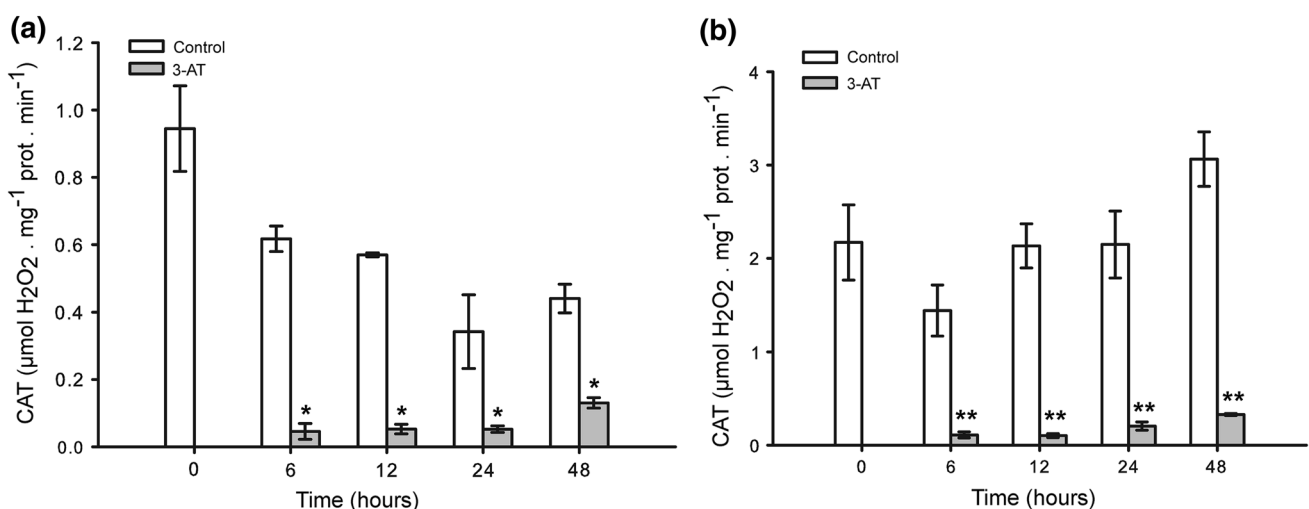 (a)
CAT (µmol H₂O₂ . mg⁻¹ prot . min⁻¹)
1.2
1.0
0.8
0.6
0.4
0.2
0.0
Control
3-AT
*
*
*
*
0 6 12 24 48
Time (hours)
(b)
CAT (µmol H₂O₂ . mg⁻¹ prot . min⁻¹)
4
3
2
1
0
Control
3-AT
**
**
**
**
0 6 12 24 48
Time (hours)